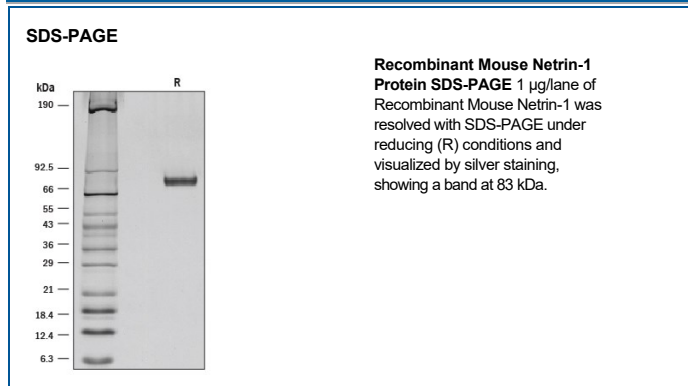 SDS-PAGE
kDa
R
190
92.5
66
55
43
36
29
21
18.4
12.4
6.3
Recombinant Mouse Netrin-1
Protein SDS-PAGE 1 μg/lane of
Recombinant Mouse Netrin-1 was
resolved with SDS-PAGE under
reducing (R) conditions and
visualized by silver staining,
showing a band at 83 kDa.